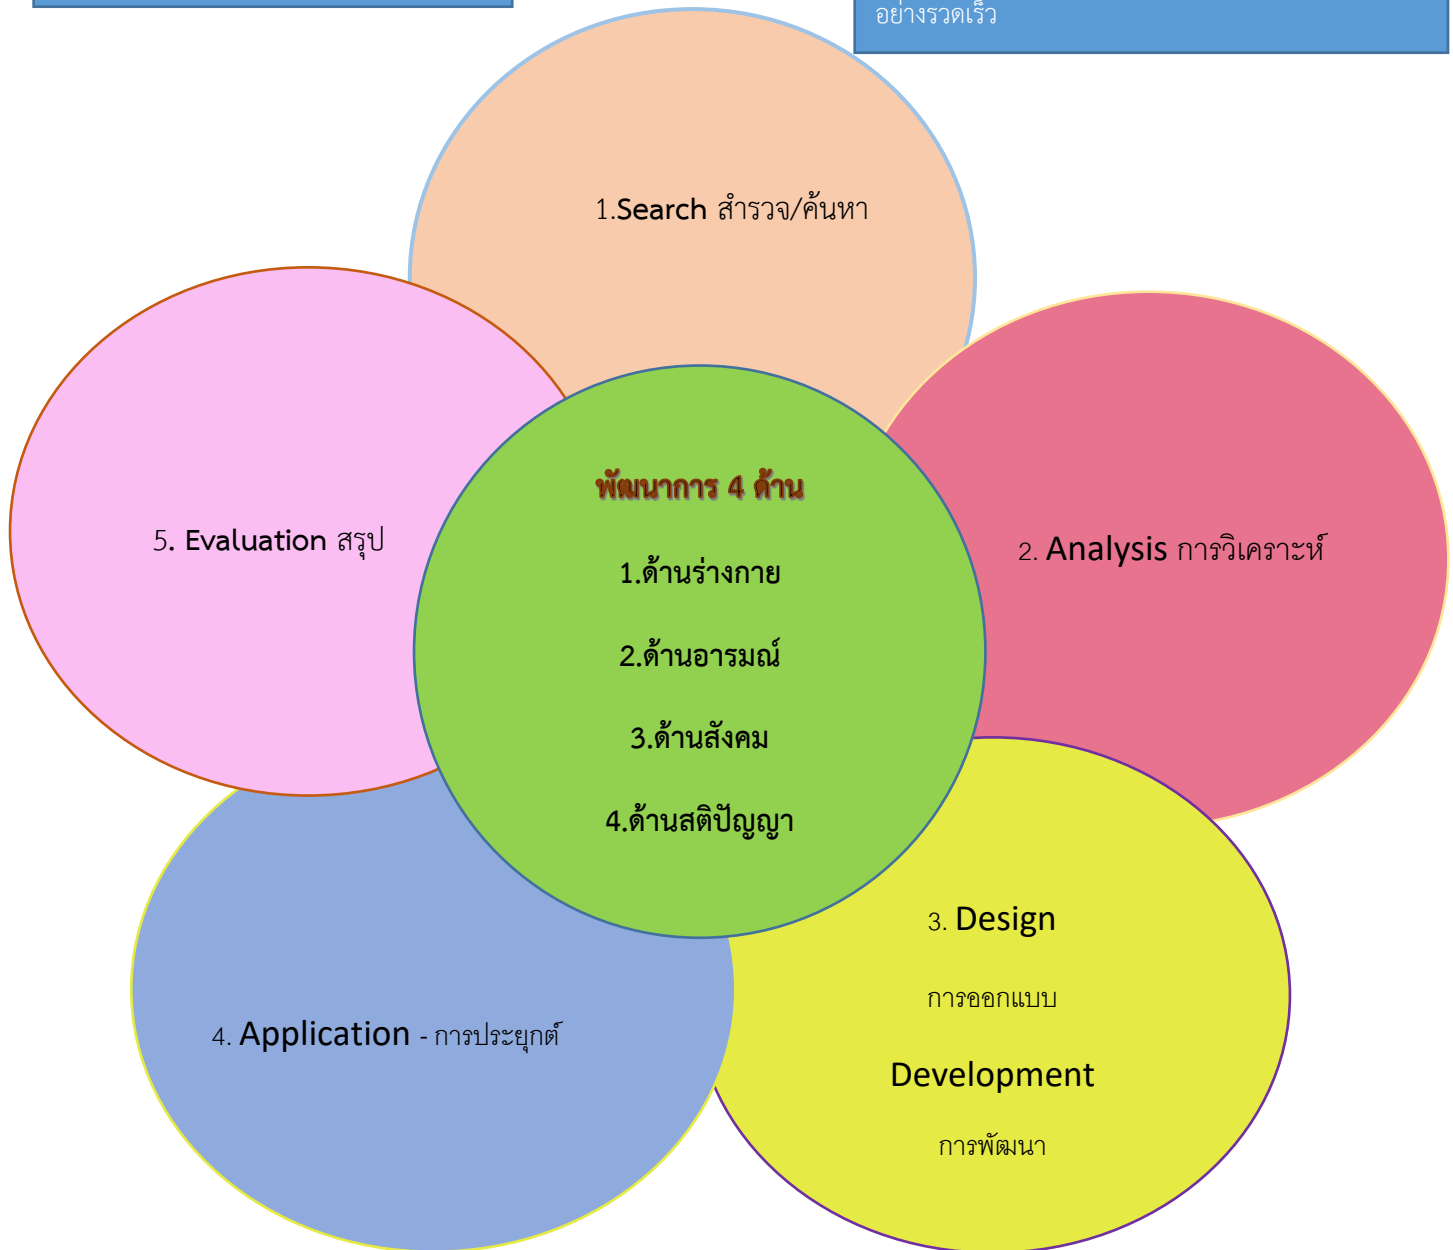 อย่างรวดเร็ว
1.Search สำรวจ/ค้นหา
2. Analysis การวิเคราะห์
3. Design
การออกแบบ
Development
การพัฒนา
4. Application - การประยุกต์
5. Evaluation สรุป
พัฒนาการ 4 ด้าน
1.ด้านร่างกาย
2.ด้านอารมณ์
3.ด้านสังคม
4.ด้านสติปัญญา